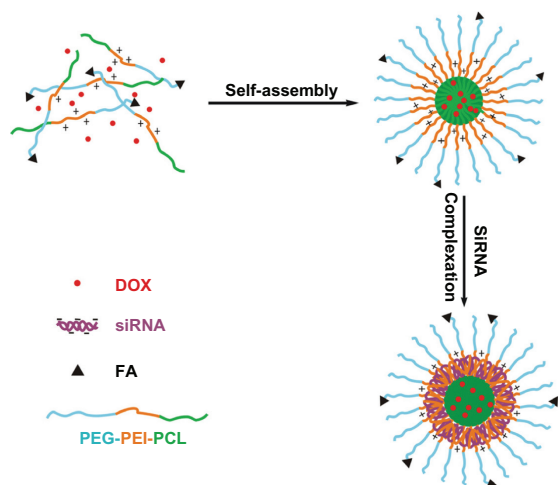 Self-assembly
SiRNA
Complexation
DOX
siRNA
FA
PEG-PEI-PCL